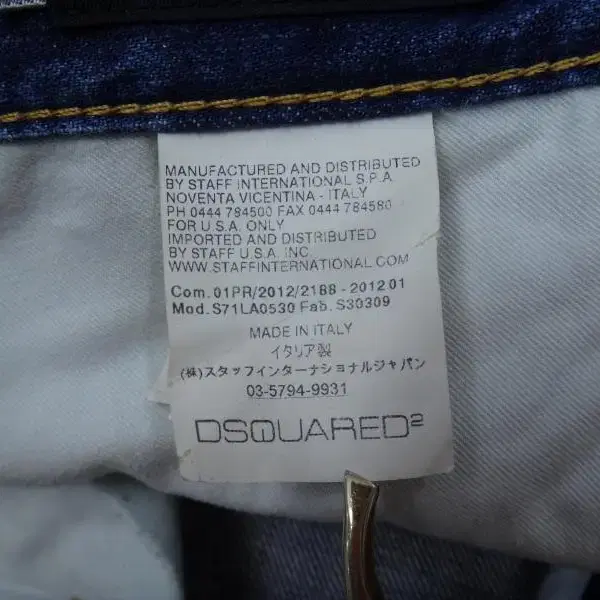 MANUFACTURED AND DISTRIBUTED
BY STAFF INTERNATIONAL S.P.A.
NOVENTA VICENTINA - ITALY
PH 0444 784500 FAX 0444 784580
FOR U.S.A. ONLY
IMPORTED AND DISTRIBUTED
BY STAFF U.S.A. INC.
WWW.STAFFINTERNATIONAL.COM
Com. 01PR/2012/2188 - 2012.01
Mod. S71LA0530 Fab. S30309
MADE IN ITALY
イタリア製
(株)スタッフインターナショナルジャパン
03-5794-9931
DSQUARED2